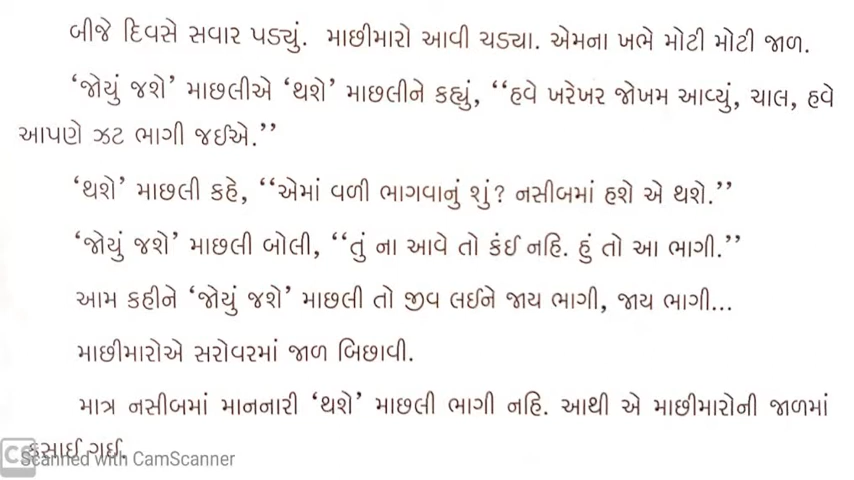 બીજે દિવસે સવાર પડ્યું. માછીમારો આવી ચડ્યા. એમના ખભે મોટી મોટી જાળ.
‘જોયું જશે’ માછલીએ ‘થશે’ માછલીને કહ્યું, “હવે ખરેખર જોખમ આવ્યું, ચાલ, હવે
આપણે ઝટ ભાગી જઈએ.”
‘થશે’ માછલી કહે, “એમાં વળી ભાગવાનું શું? નસીબમાં હશે એ થશે.”
‘જોયું જશે’ માછલી બોલી, “તું ના આવે તો કંઈ નહિ. હું તો આ ભાગી.”
આમ કહીને ‘જોયું જશે’ માછલી તો જીવ લઈને જાય ભાગી, જાય ભાગી...
માછીમારોએ સરોવરમાં જાળ બિછાવી.
માત્ર નસીબમાં માનનારી ‘થશે’ માછલી ભાગી નહિ. આથી એ માછીમારોની જાળમાં
ફસાઈ ગઈ.
CS Scanned with CamScanner